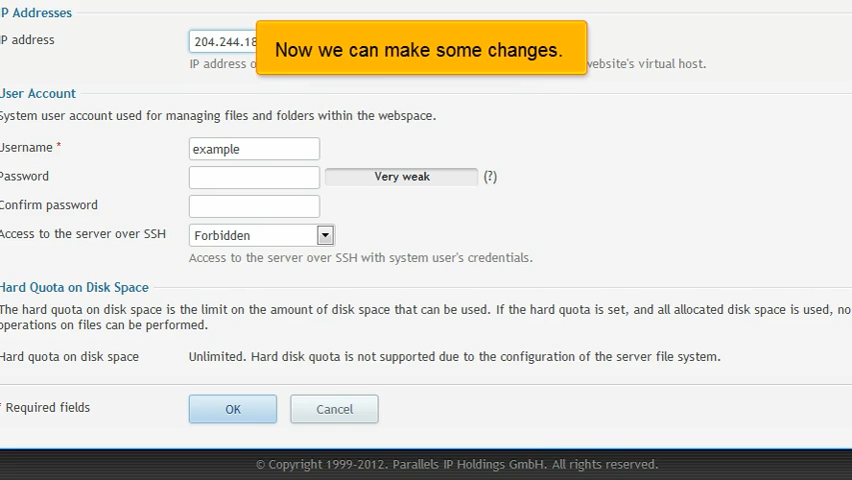 IP Addresses
IP address
204.244.18
Now we can make some changes.
IP address o
website's virtual host.
User Account
System user account used for managing files and folders within the webspace.
Username *
example
Password
Very weak
(?)
Confirm password
Access to the server over SSH
Forbidden
Access to the server over SSH with system user's credentials.
Hard Quota on Disk Space
The hard quota on disk space is the limit on the amount of disk space that can be used. If the hard quota is set, and all allocated disk space is used, no
operations on files can be performed.
Hard quota on disk space
Unlimited. Hard disk quota is not supported due to the configuration of the server file system.
* Required fields
OK
Cancel
© Copyright 1999-2012. Parallels IP Holdings GmbH. All rights reserved.